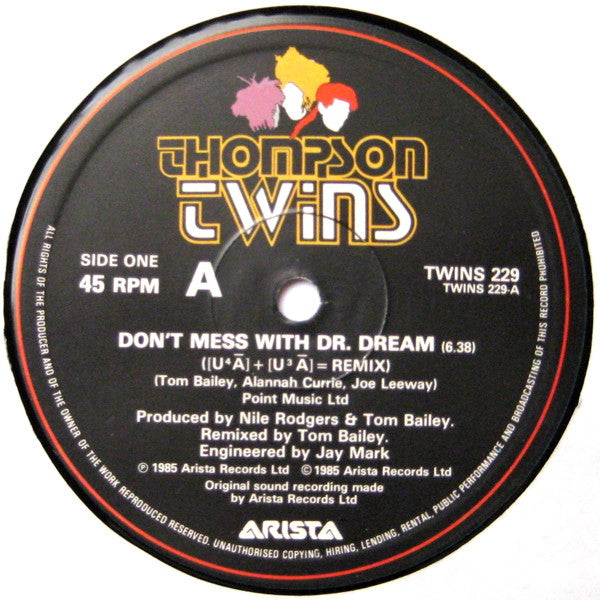 THOMPSON
TWINS
SIDE ONE
45 RPM
A
TWINS 229
TWINS 229-A
DON'T MESS WITH DR. DREAM (6.38)
([U⁴Ā] + [U³Ā] = REMIX)
(Tom Bailey, Alannah Currie, Joe Leeway)
Point Music Ltd
Produced by Nile Rodgers & Tom Bailey.
Remixed by Tom Bailey.
Engineered by Jay Mark
℗ 1985 Arista Records Ltd © 1985 Arista Records Ltd
Original sound recording made
by Arista Records Ltd
ARISTA
ALL RIGHTS OF THE PRODUCER AND OF THE OWNER OF THE WORK REPRODUCED RESERVED. UNAUTHORISED COPYING, HIRING, LENDING, RENTAL, PUBLIC PERFORMANCE AND BROADCASTING OF THIS RECORD PROHIBITED